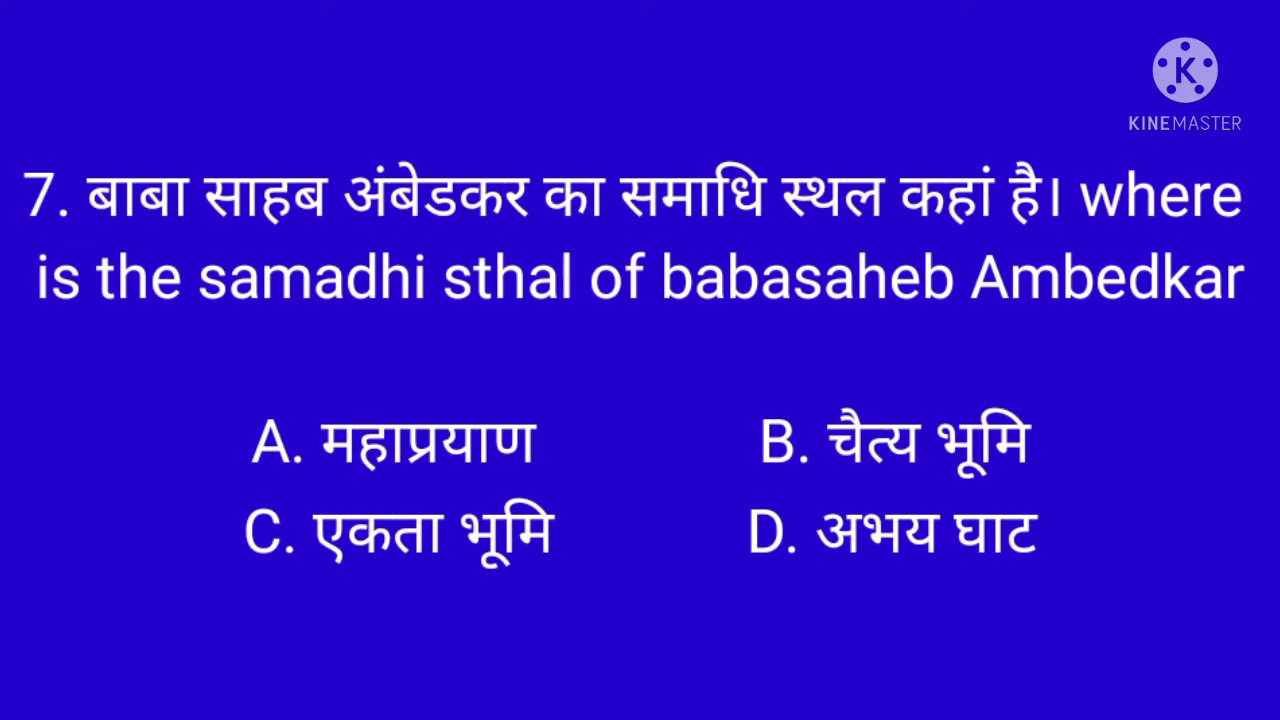 KINEMASTER
7. बाबा साहब अंबेडकर का समाधि स्थल कहां है। where
is the samadhi sthal of babasaheb Ambedkar
A. महाप्रयाण B. चैत्य भूमि
C. एकता भूमि D. अभय घाट